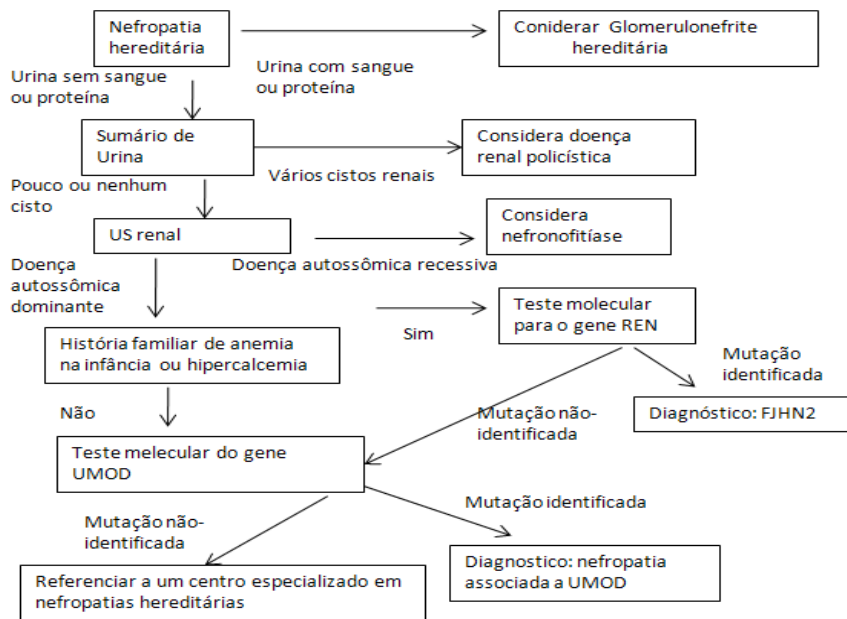 Nefropatia
hereditária
Coniderar Glomerulonefrite
hereditária
Urina sem sangue
ou proteína
Urina com sangue
ou proteína
Sumário de
Urina
Considera doença
renal policística
Vários cistos renais
Pouco ou nenhum
cisto
US renal
Considera
nefronofitíase
Doença autossômica recessiva
Doença
autossômica
dominante
Teste molecular
para o gene REN
Sim
História familiar de anemia
na infância ou hipercalcemia
Mutação
identificada
Não
Mutação não-
identificada
Diagnóstico: FJHN2
Teste molecular do gene
UMOD
Mutação identificada
Mutação não-
identificada
Diagnostico: nefropatia
associada a UMOD
Referenciar a um centro especializado em
nefropatias hereditárias